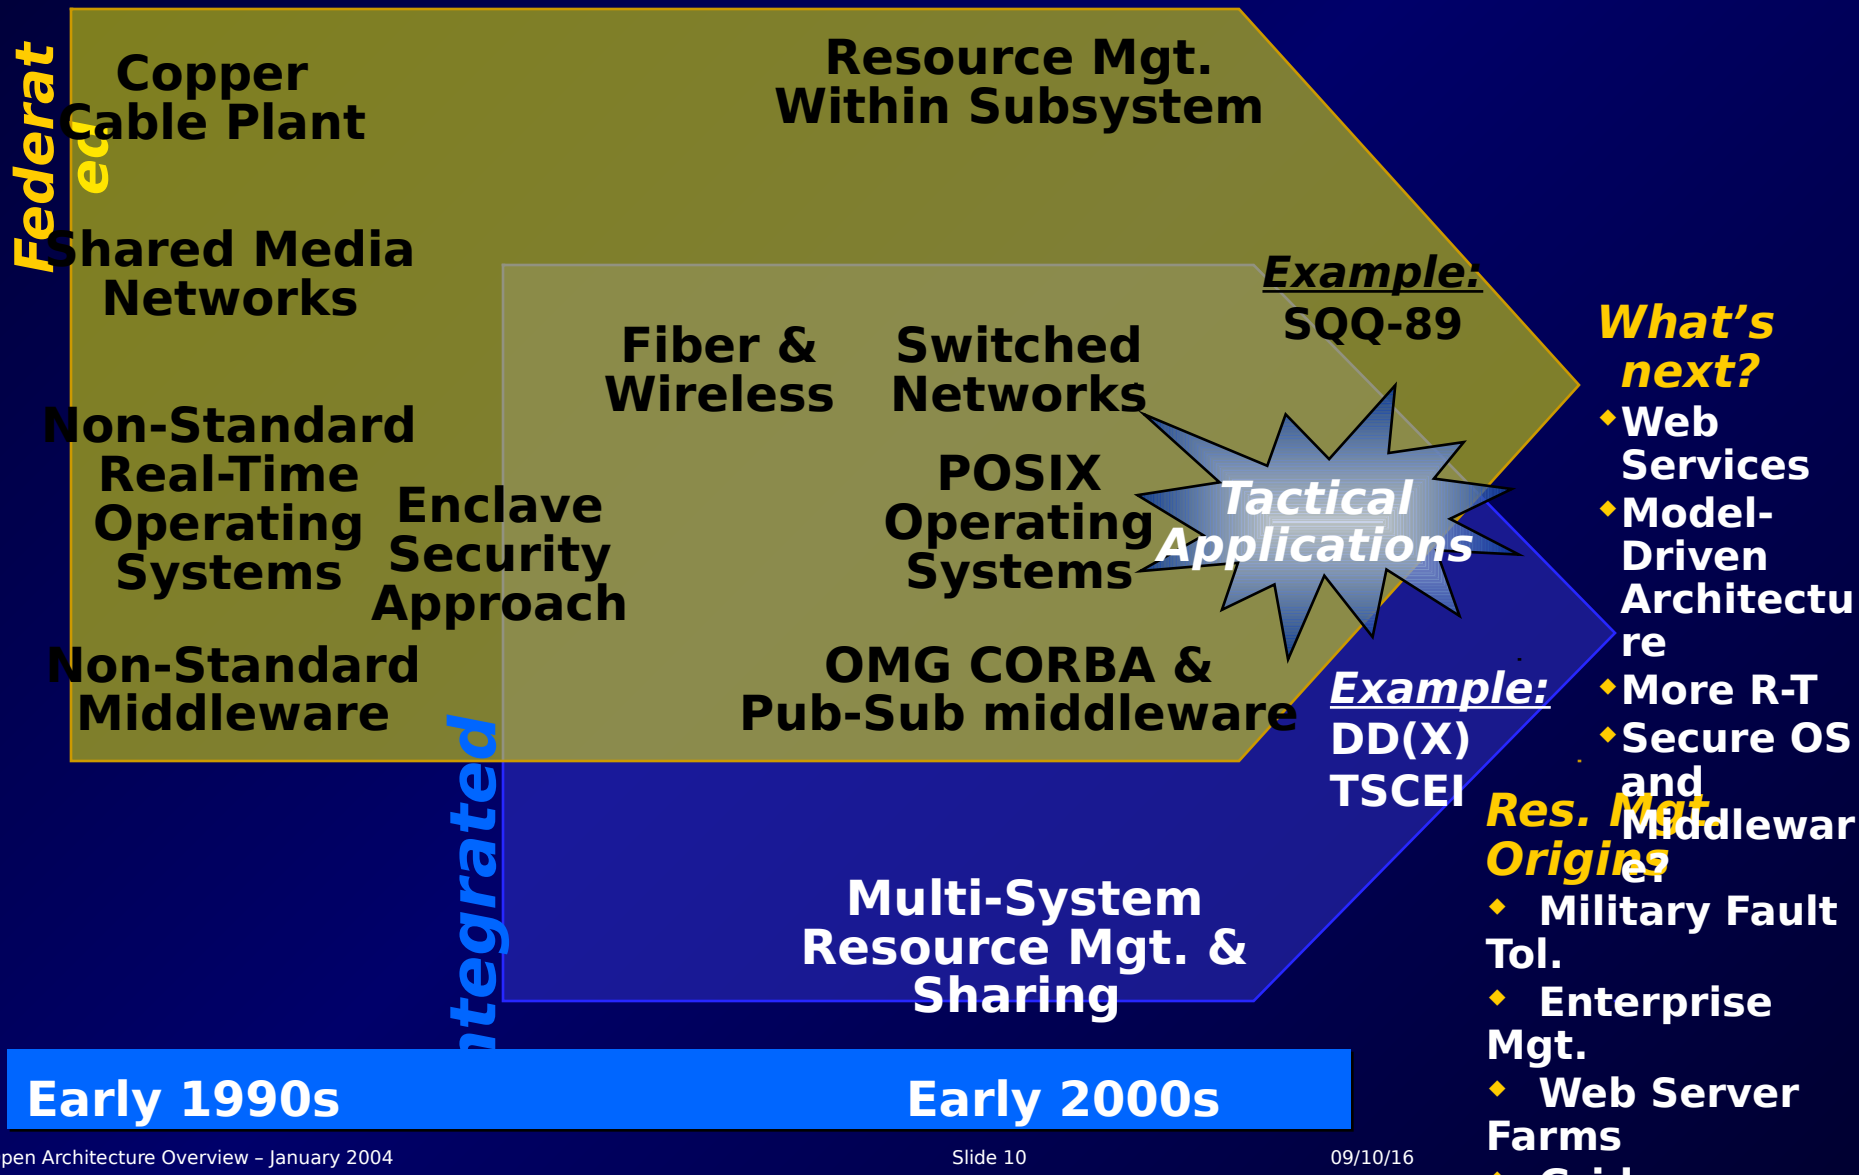 Federat
ed
Copper
Cable Plant
Resource Mgt.
Within Subsystem
Shared Media
Networks
Example:
SQQ-89
Fiber &
Wireless
Switched
Networks
Non-Standard
Real-Time
Operating
Systems
Enclave
Security
Approach
POSIX
Operating
Systems
Tactical
Applications
Non-Standard
Middleware
OMG CORBA &
Pub-Sub middleware
Example:
DD(X)
TSCEI
ntegrated
Multi-System
Resource Mgt. &
Sharing
What’s
next?
Web
Services
Model-
Driven
Architectu
re
More R-T
Secure OS
and
Middlewar
e?
Res. Mgt.
Origins
Military Fault
Tol.
Enterprise
Mgt.
Web Server
Farms
Early 1990s
Early 2000s
pen Architecture Overview – January 2004
Slide 10
09/10/16